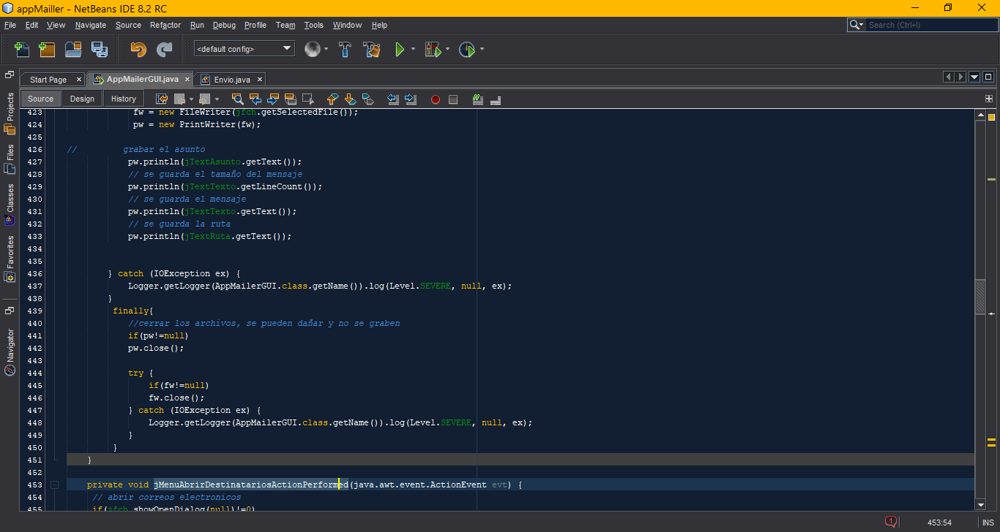 appMailler - NetBeans IDE 8.2 RC
File Edit View Navigate Source Refactor Run Debug Profile Team Tools Window Help
Search (Ctrl+I)
<default config>
Start Page
AppMailerGUI.java
Envio.java
Source Design History
Projects
Files
Classes
Favorites
Navigator
423 fw = new FileWriter(jfch.getSelectedFile());
424 pw = new PrintWriter(fw);
425
426 // grabar el asunto
427 pw.println(jTextAsunto.getText());
428 // se guarda el tamaño del mensaje
429 pw.println(jTextTexto.getLineCount());
430 // se guarda el mensaje
431 pw.println(jTextTexto.getText());
432 // se guarda la ruta
433 pw.println(jTextRuta.getText());
434
435
436 } catch (IOException ex) {
437 Logger.getLogger(AppMailerGUI.class.getName()).log(Level.SEVERE, null, ex);
438 }
439 finally{
440 //cerrar los archivos, se pueden dañar y no se graben
441 if(pw!=null)
442 pw.close();
443
444 try {
445 if(fw!=null)
446 fw.close();
447 } catch (IOException ex) {
448 Logger.getLogger(AppMailerGUI.class.getName()).log(Level.SEVERE, null, ex);
449 }
450 }
451 }
452
453 private void jMenuAbrirDestinatariosActionPerformed(java.awt.event.ActionEvent evt) {
454 // abrir correos electronicos
455 if(jfch.showOpenDialog(null)!=0)
1
453:54
INS